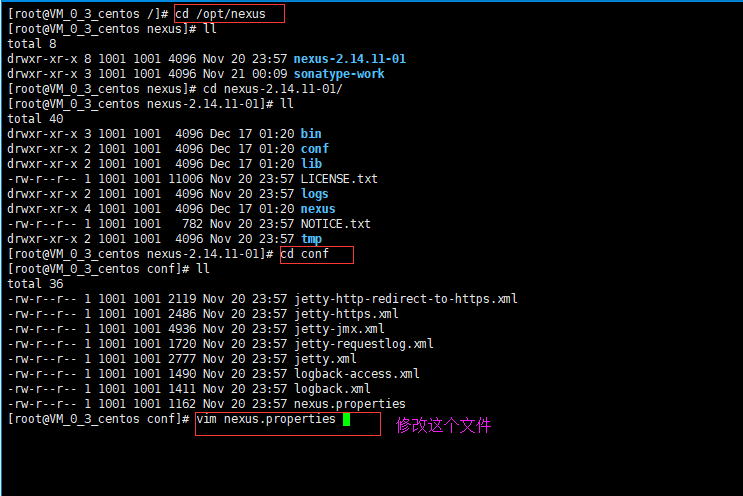 [root@VM_0_3_centos /]# cd /opt/nexus
[root@VM_0_3_centos nexus]# ll
total 8
drwxr-xr-x 8 1001 1001 4096 Nov 20 23:57 nexus-2.14.11-01
drwxr-xr-x 3 1001 1001 4096 Nov 21 00:09 sonatype-work
[root@VM_0_3_centos nexus]# cd nexus-2.14.11-01/
[root@VM_0_3_centos nexus-2.14.11-01]# ll
total 40
drwxr-xr-x 3 1001 1001  4096 Dec 17 01:20 bin
drwxr-xr-x 2 1001 1001  4096 Dec 17 01:20 conf
drwxr-xr-x 2 1001 1001  4096 Dec 17 01:20 lib
-rw-r--r-- 1 1001 1001 11006 Nov 20 23:57 LICENSE.txt
drwxr-xr-x 2 1001 1001  4096 Nov 20 23:57 logs
drwxr-xr-x 4 1001 1001  4096 Dec 17 01:20 nexus
-rw-r--r-- 1 1001 1001   782 Nov 20 23:57 NOTICE.txt
drwxr-xr-x 2 1001 1001  4096 Nov 20 23:57 tmp
[root@VM_0_3_centos nexus-2.14.11-01]# cd conf
[root@VM_0_3_centos conf]# ll
total 36
-rw-r--r-- 1 1001 1001 2119 Nov 20 23:57 jetty-http-redirect-to-https.xml
-rw-r--r-- 1 1001 1001 2486 Nov 20 23:57 jetty-https.xml
-rw-r--r-- 1 1001 1001 4936 Nov 20 23:57 jetty-jmx.xml
-rw-r--r-- 1 1001 1001 1720 Nov 20 23:57 jetty-requestlog.xml
-rw-r--r-- 1 1001 1001 2777 Nov 20 23:57 jetty.xml
-rw-r--r-- 1 1001 1001 1490 Nov 20 23:57 logback-access.xml
-rw-r--r-- 1 1001 1001 1411 Nov 20 23:57 logback.xml
-rw-r--r-- 1 1001 1001 1162 Nov 20 23:57 nexus.properties
[root@VM_0_3_centos conf]# vim nexus.properties 修改这个文件